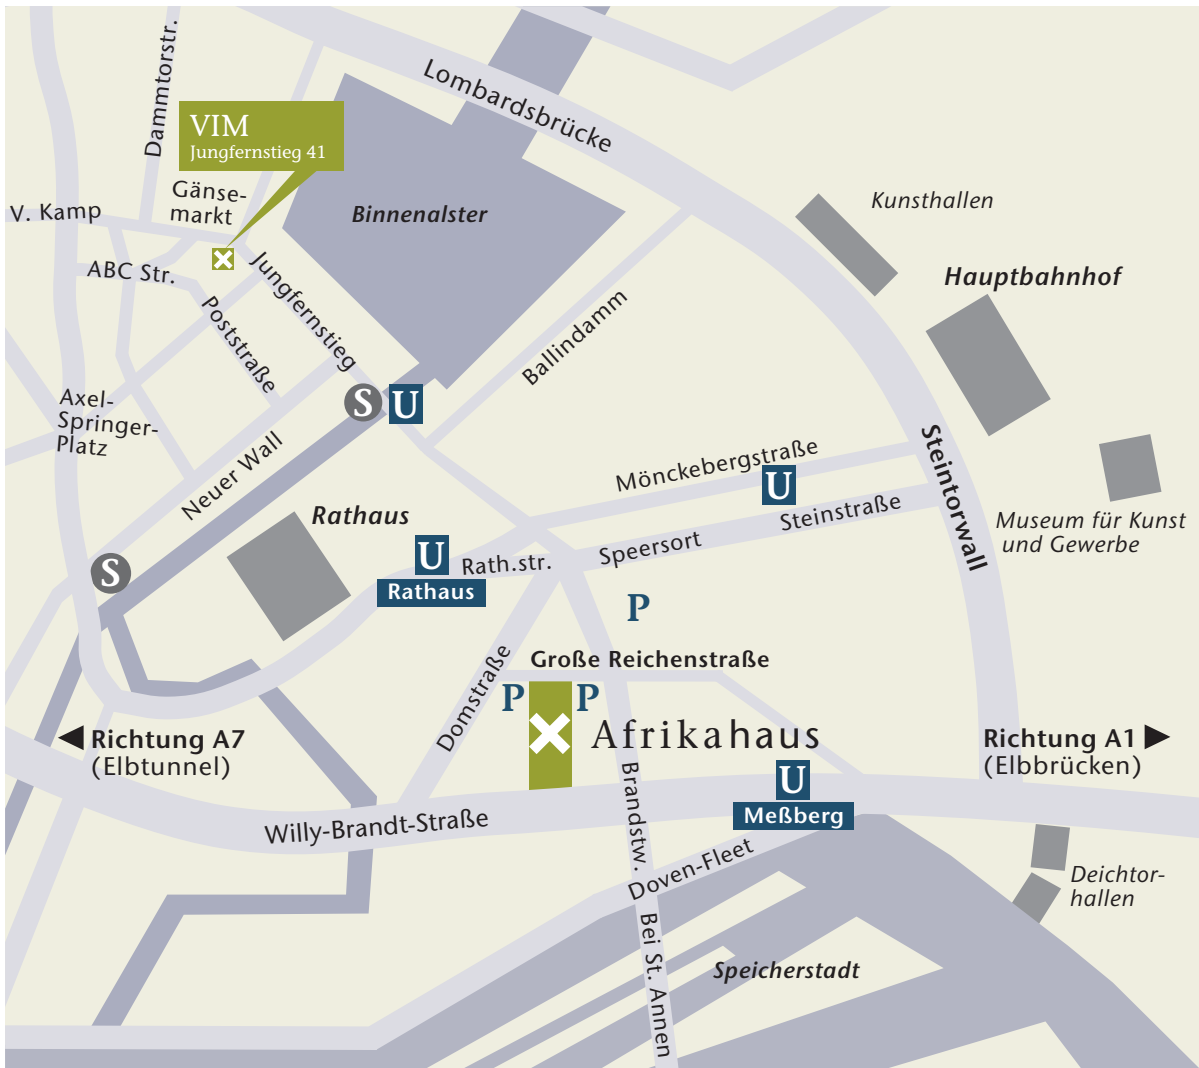 Dammtorstr.
Lombardsbrücke
VIM
Jungfernstieg 41
Gänse-
markt
V. Kamp
Binnenalster
Kunsthallen
ABC Str.
Jungfernstieg
Hauptbahnhof
Poststraße
Ballindamm
Axel-
Springer-
Platz
S
U
Neuer Wall
Mönckebergstraße
U
Steinstraße
Steintorwall
Rathaus
Museum für Kunst
und Gewerbe
S
U
Rathaus
Rath.str.
Speersort
P
Domstraße
Große Reichenstraße
P
P
Afrikahaus
Richtung A7
(Elbtunnel)
Richtung A1
(Elbbrücken)
Brandstw.
U
Meßberg
Willy-Brandt-Straße
Doven-Fleet
Deichtor-
hallen
Bei St. Annen
Speicherstadt